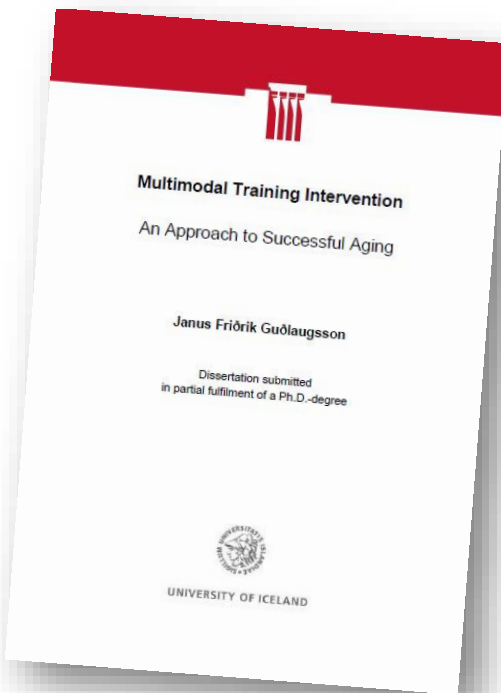 Multimodal Training Intervention
An Approach to Successful Aging
Janus Friðrik Guðlaugsson
Dissertation submitted
in partial fulfilment of a Ph.D.-degree
UNIVERSITY OF ICELAND